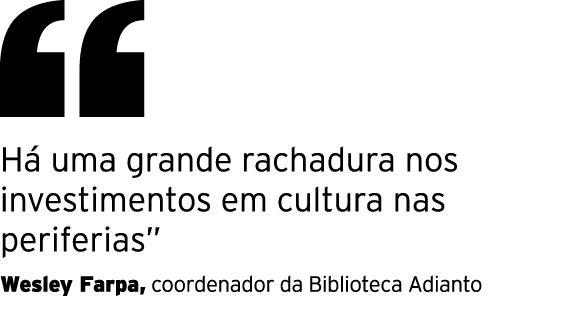 “
Há uma grande rachadura nos
investimentos em cultura nas
periferias”
Wesley Farpa, coordenador da Biblioteca Adianto